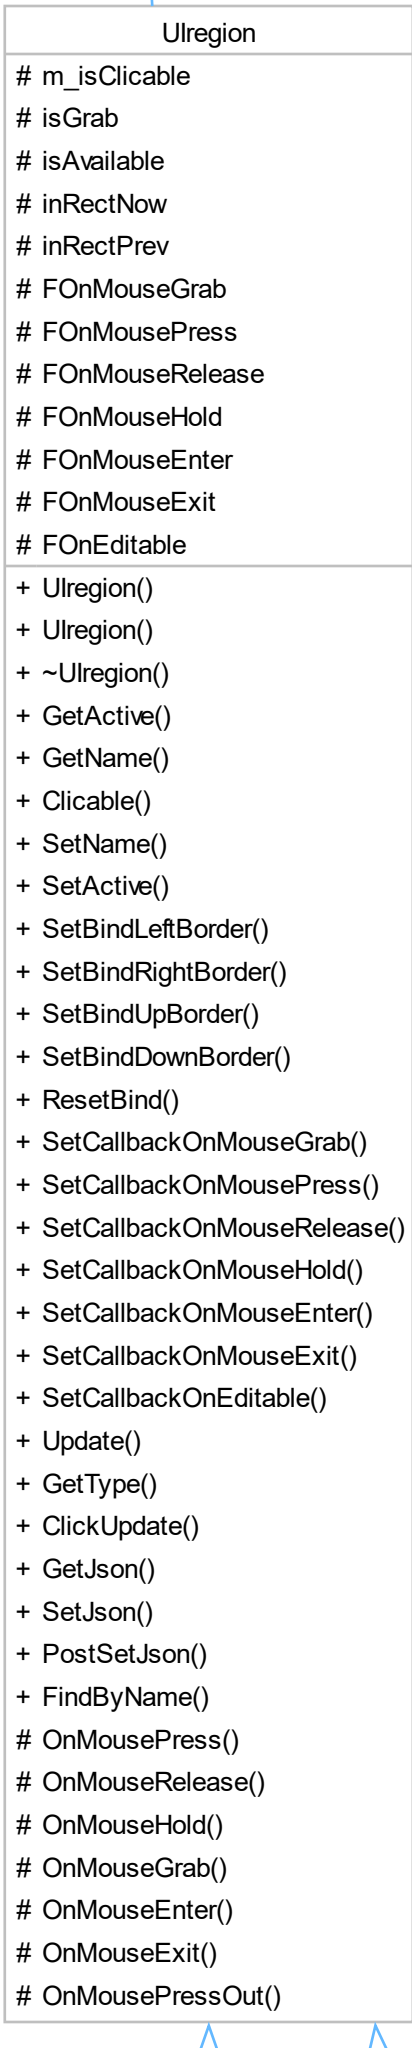 UIregion
# m_isClicable
# isGrab
# isAvailable
# inRectNow
# inRectPrev
# FOnMouseGrab
# FOnMousePress
# FOnMouseRelease
# FOnMouseHold
# FOnMouseEnter
# FOnMouseExit
# FOnEditable
+ UIregion()
+ UIregion()
+ ~UIregion()
+ GetActive()
+ GetName()
+ Clicable()
+ SetName()
+ SetActive()
+ SetBindLeftBorder()
+ SetBindRightBorder()
+ SetBindUpBorder()
+ SetBindDownBorder()
+ ResetBind()
+ SetCallbackOnMouseGrab()
+ SetCallbackOnMousePress()
+ SetCallbackOnMouseRelease()
+ SetCallbackOnMouseHold()
+ SetCallbackOnMouseEnter()
+ SetCallbackOnMouseExit()
+ SetCallbackOnEditable()
+ Update()
+ GetType()
+ ClickUpdate()
+ GetJson()
+ SetJson()
+ PostSetJson()
+ FindByName()
# OnMousePress()
# OnMouseRelease()
# OnMouseHold()
# OnMouseGrab()
# OnMouseEnter()
# OnMouseExit()
# OnMousePressOut()